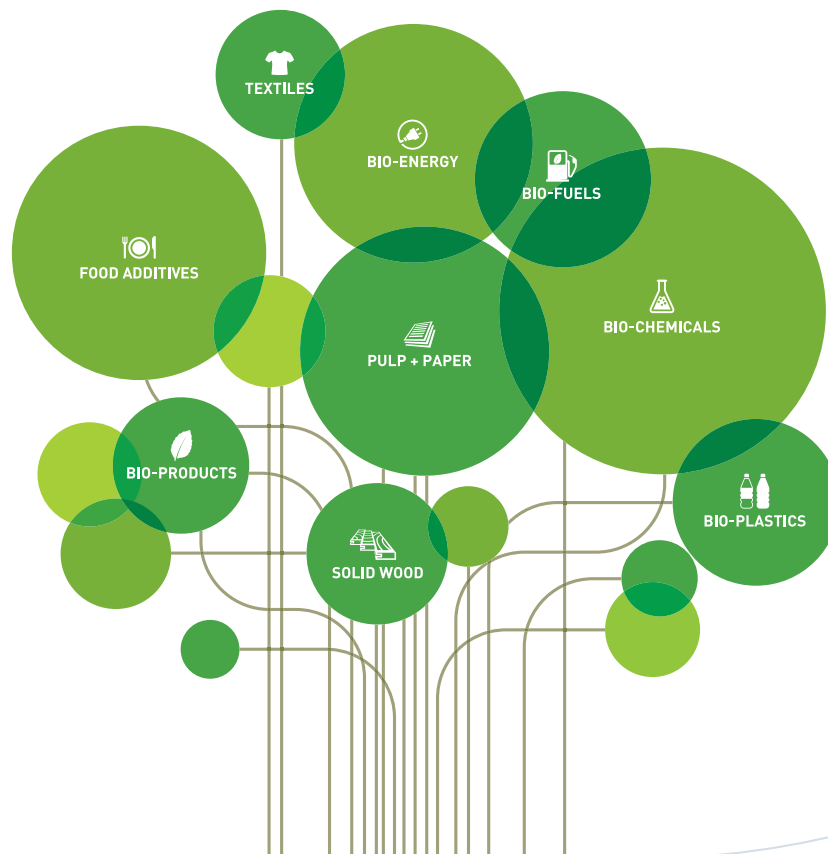 TEXTILES
BIO-ENERGY
BIO-FUELS
FOOD ADDITIVES
BIO-CHEMICALS
PULP + PAPER
BIO-PRODUCTS
BIO-PLASTICS
SOLID WOOD